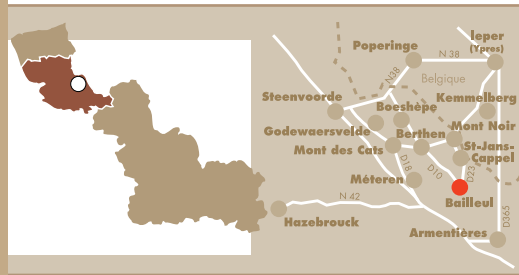 Ieper
(Ypres)
Poperinge
N 38
N38
Belgique
Steenvoorde
Kemmelberg
Boeshèpe
Godewaersvelde
Berthen
Mont Noir
Mont des Cats
St-Jans-
Cappel
D18
D10
D23
Méteren
Bailleul
N 42
Hazebrouck
D365
Armentières